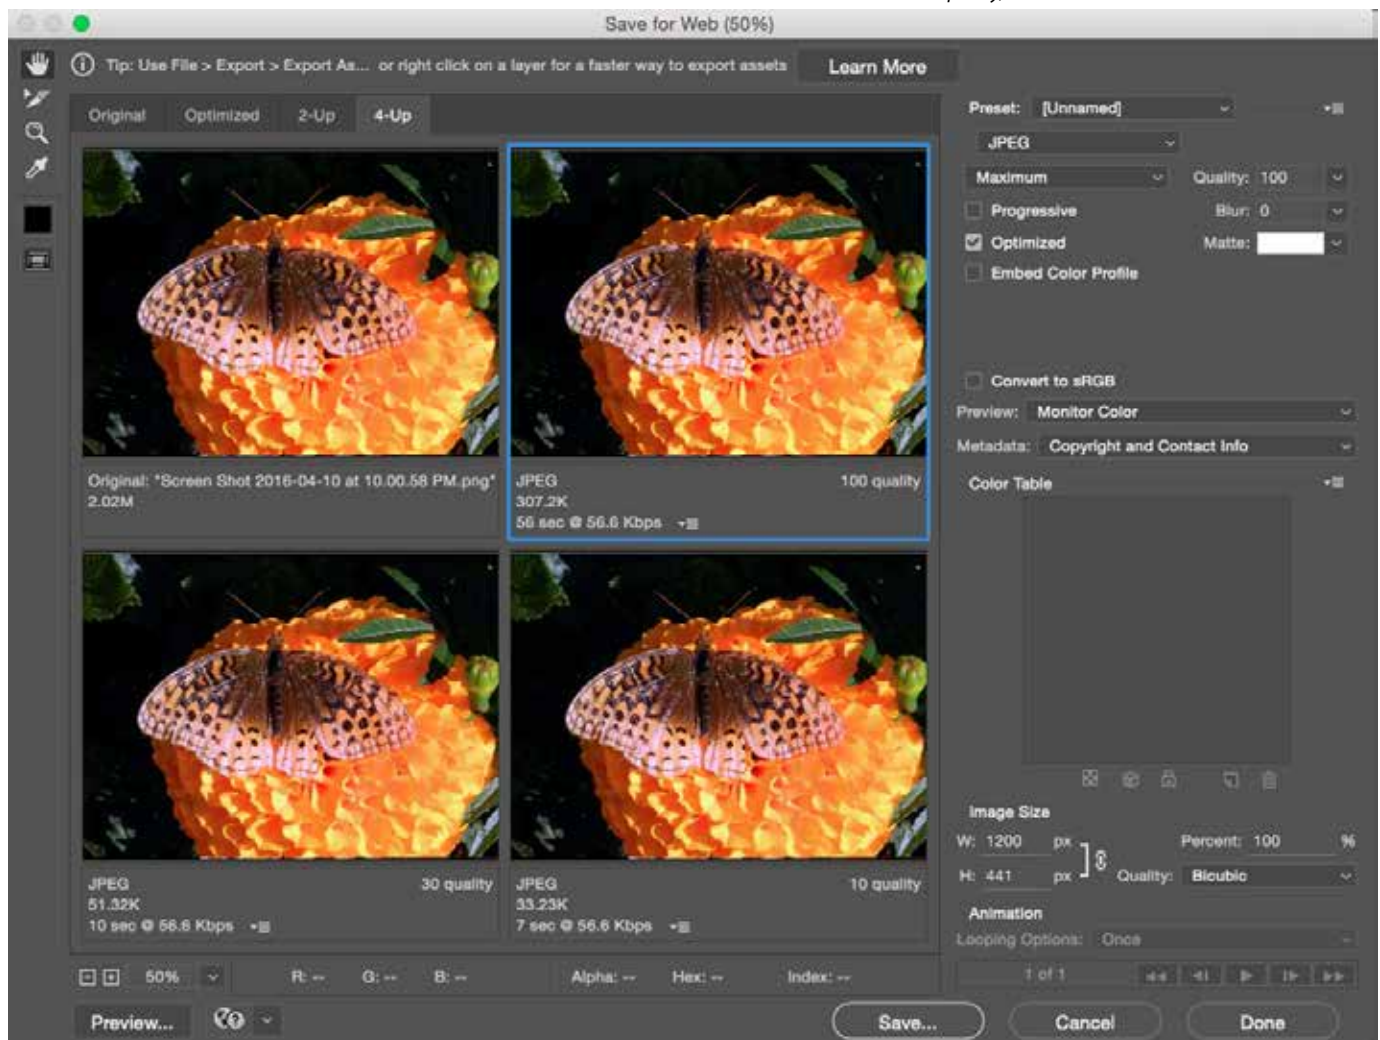 Save for Web (50%)
Tip: Use File > Export > Export As... or right click on a layer for a faster way to export assets
Learn More
Original Optimized 2-Up 4-Up
Preset: [Unnamed]
JPEG
Maximum Quality: 100
Progressive Blur: 0
Optimized Matte:
Embed Color Profile
Convert to sRGB
Preview: Monitor Color
Metadata: Copyright and Contact Info
Color Table
Original: "Screen Shot 2016-04-10 at 10.00.58 PM.png"
2.02M
JPEG 100 quality
307.2K
56 sec @ 56.6 Kbps
JPEG 30 quality
51.32K
10 sec @ 56.6 Kbps
JPEG 10 quality
33.23K
7 sec @ 56.6 Kbps
Image Size
W: 1200 px Percent: 100 %
H: 441 px Quality: Bicubic
Animation
Looping Options: Once
1 of 1
50% R: -- G: -- B: -- Alpha: -- Hex: -- Index: --
Preview... Save... Cancel Done